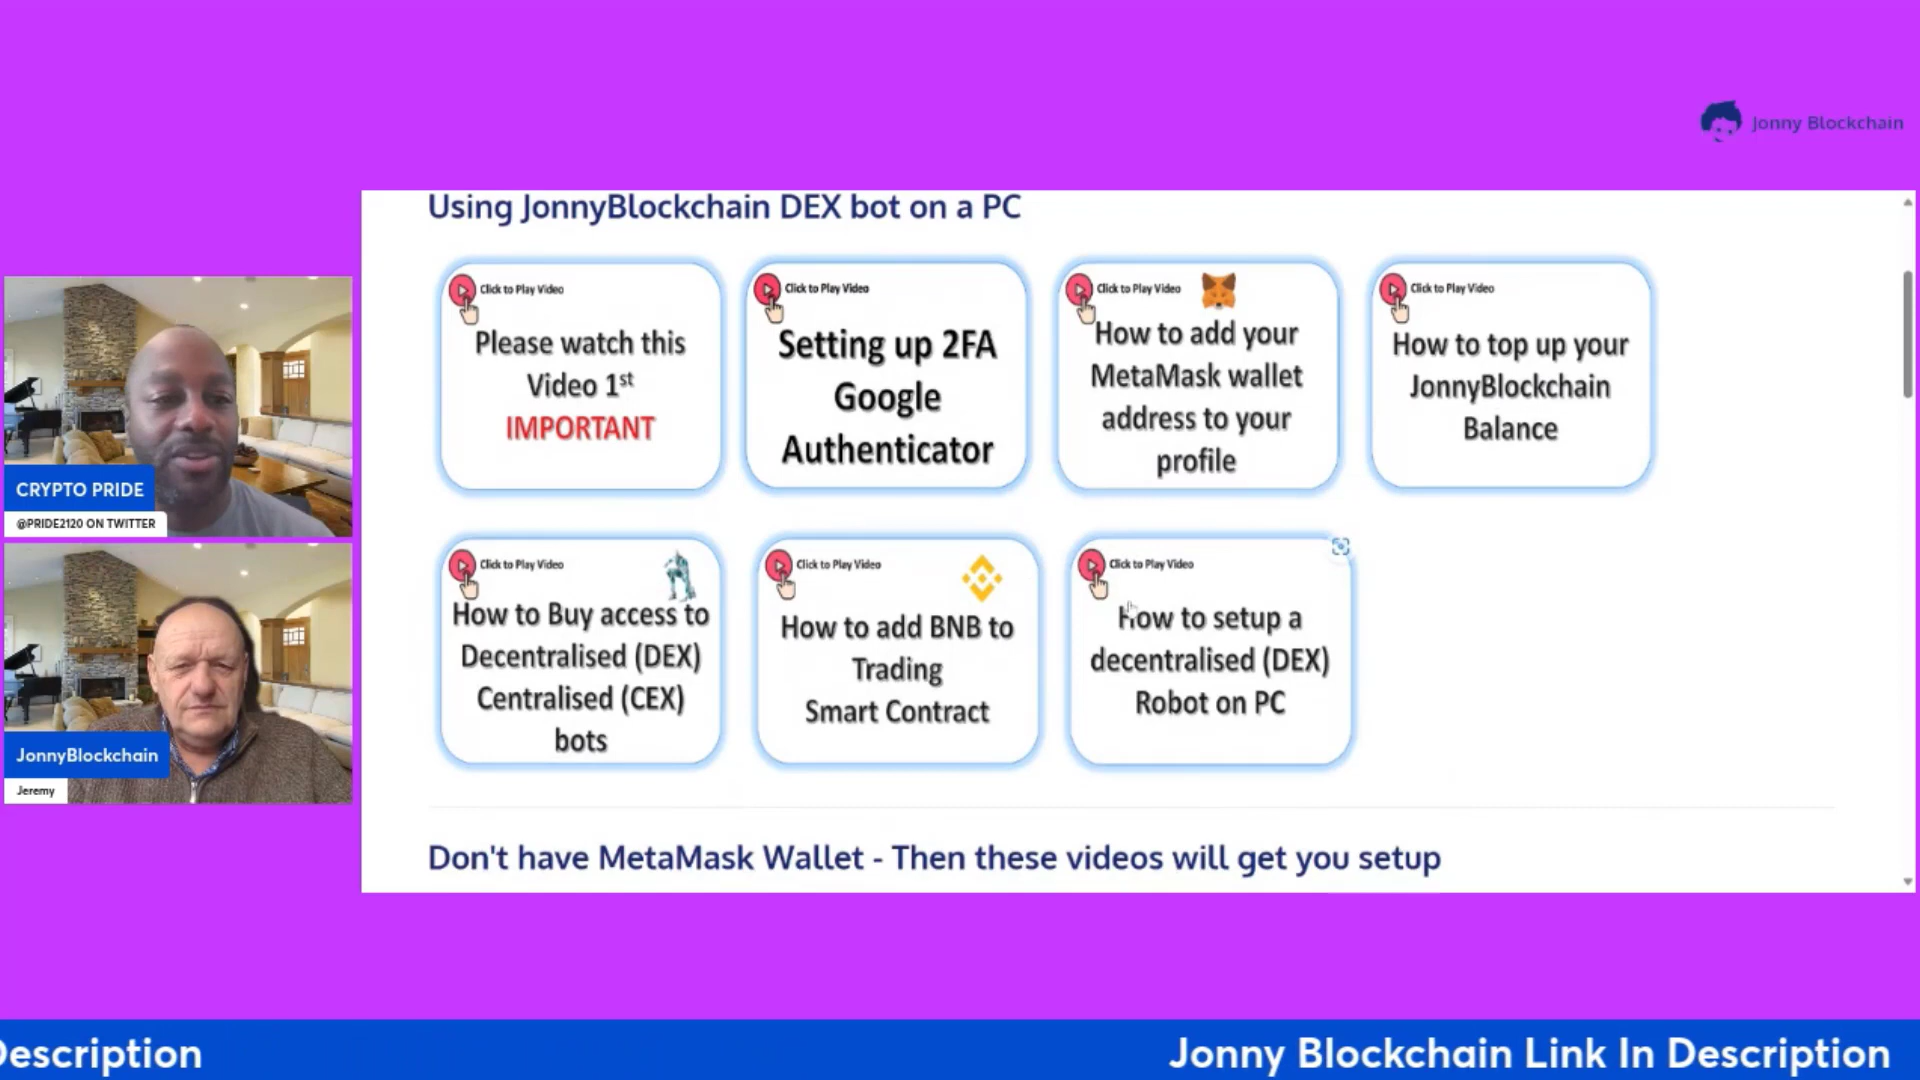 Jonny Blockchain
Using JonnyBlockchain DEX bot on a PC
Click to Play Video
Please watch this
Video 1st
IMPORTANT
Click to Play Video
Setting up 2FA
Google
Authenticator
Click to Play Video
How to add your
MetaMask wallet
address to your
profile
Click to Play Video
How to top up your
JonnyBlockchain
Balance
Click to Play Video
How to Buy access to
Decentralised (DEX)
Centralised (CEX)
bots
Click to Play Video
How to add BNB to
Trading
Smart Contract
Click to Play Video
How to setup a
decentralised (DEX)
Robot on PC
Don't have MetaMask Wallet - Then these videos will get you setup
CRYPTO PRIDE
@PRIDE2120 ON TWITTER
JonnyBlockchain
Jeremy
Description
Jonny Blockchain Link In Description